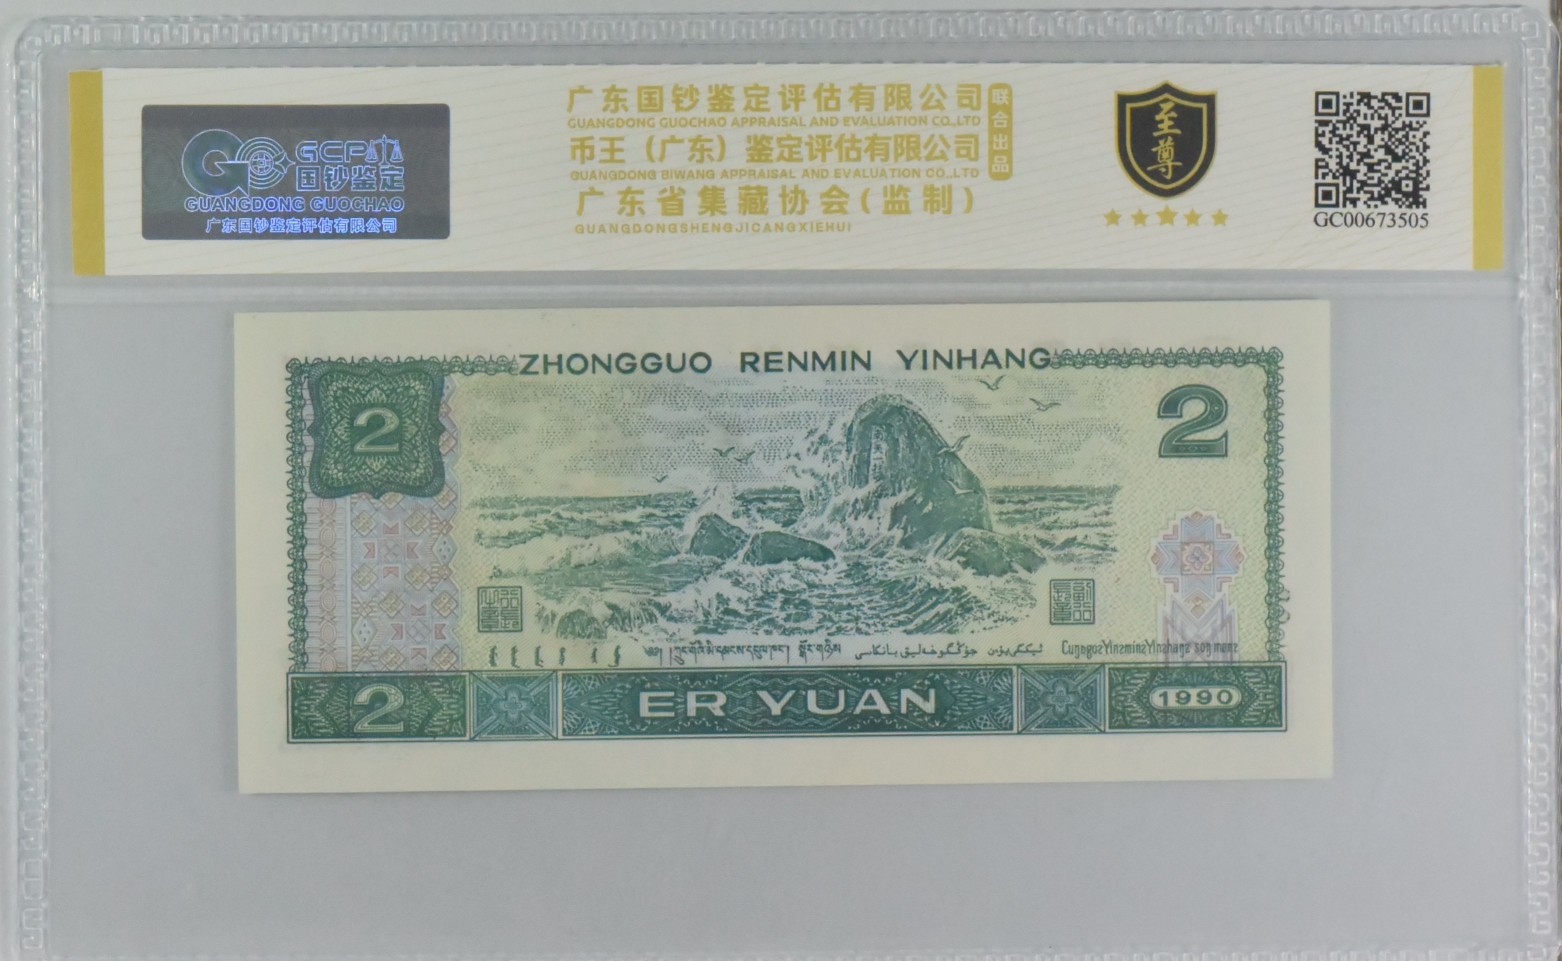 GCP
国钞鉴定
GUANGDONG GUOCHAO
广东国钞鉴定评估有限公司
广东国钞鉴定评估有限公司
GUANGDONG GUOCHAO APPRAISAL AND EVALUATION CO.,LTD
币王（广东）鉴定评估有限公司
GUANGDONG BIWANG APPRAISAL AND EVALUATION CO.,LTD
广东省集藏协会(监制)
GUANGDONGSHENGJICANGXIEHUI
联合出品
至尊
GC00673505
ZHONGGUO RENMIN YINHANG
2
2
2
ER YUAN
1990